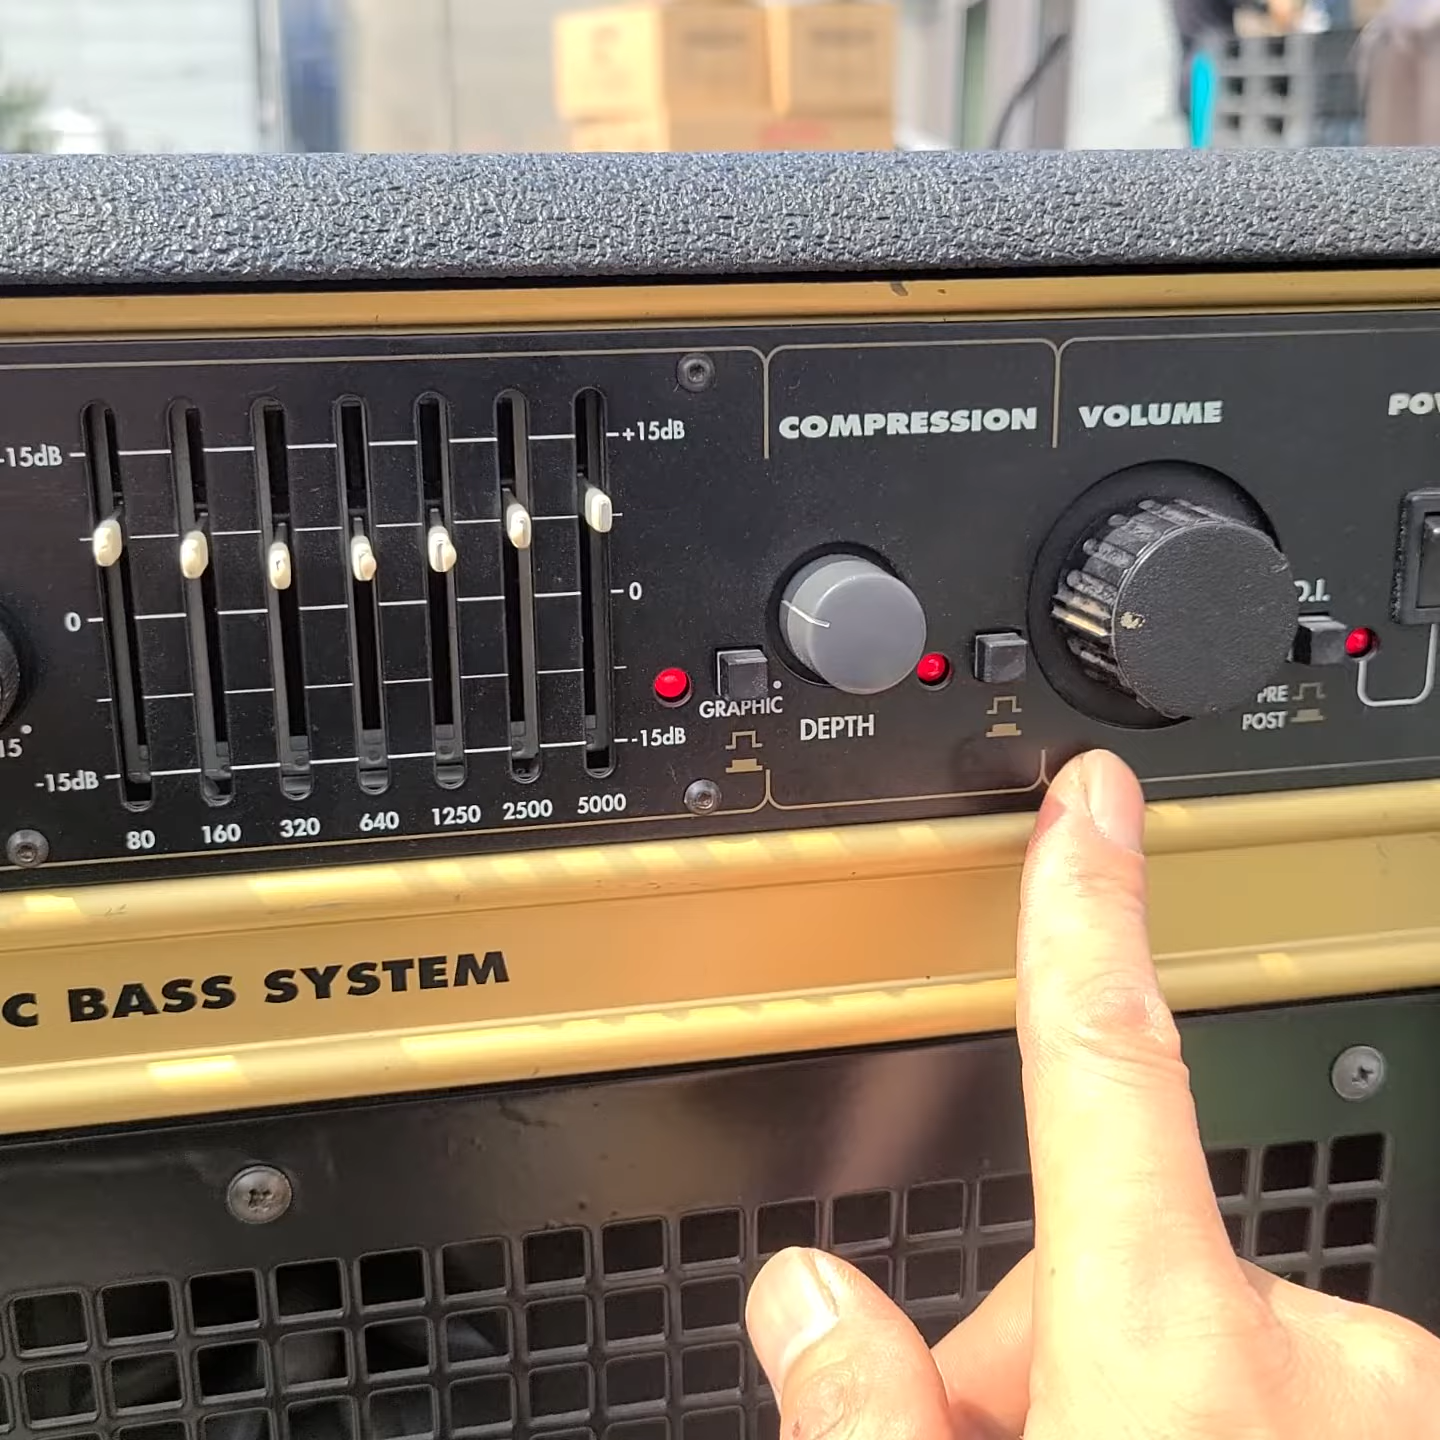 COMPRESSION
VOLUME
-15dB
+15dB
0
0
GRAPHIC
DEPTH
PRE
POST
-15dB
-15dB
15
80 160 320 640 1250 2500 5000
BASS SYSTEM